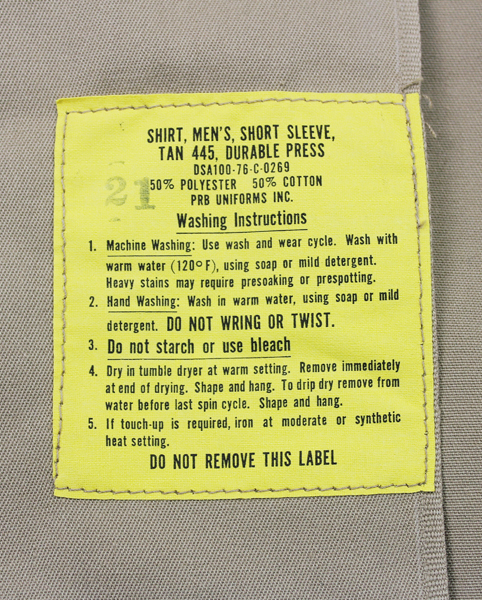 SHIRT, MEN'S, SHORT SLEEVE,
TAN 445, DURABLE PRESS
DSA100-76-C-0269
21
50% POLYESTER 50% COTTON
PRB UNIFORMS INC.
Washing Instructions
1. Machine Washing: Use wash and wear cycle. Wash with
warm water (120°F), using soap or mild detergent.
Heavy stains may require presoaking or prespotting.
2. Hand Washing: Wash in warm water, using soap or mild
detergent. DO NOT WRING OR TWIST.
3. Do not starch or use bleach
4. Dry in tumble dryer at warm setting. Remove immediately
at end of drying. Shape and hang. To drip dry remove from
water before last spin cycle. Shape and hang.
5. If touch-up is required, iron at moderate or synthetic
heat setting.
DO NOT REMOVE THIS LABEL